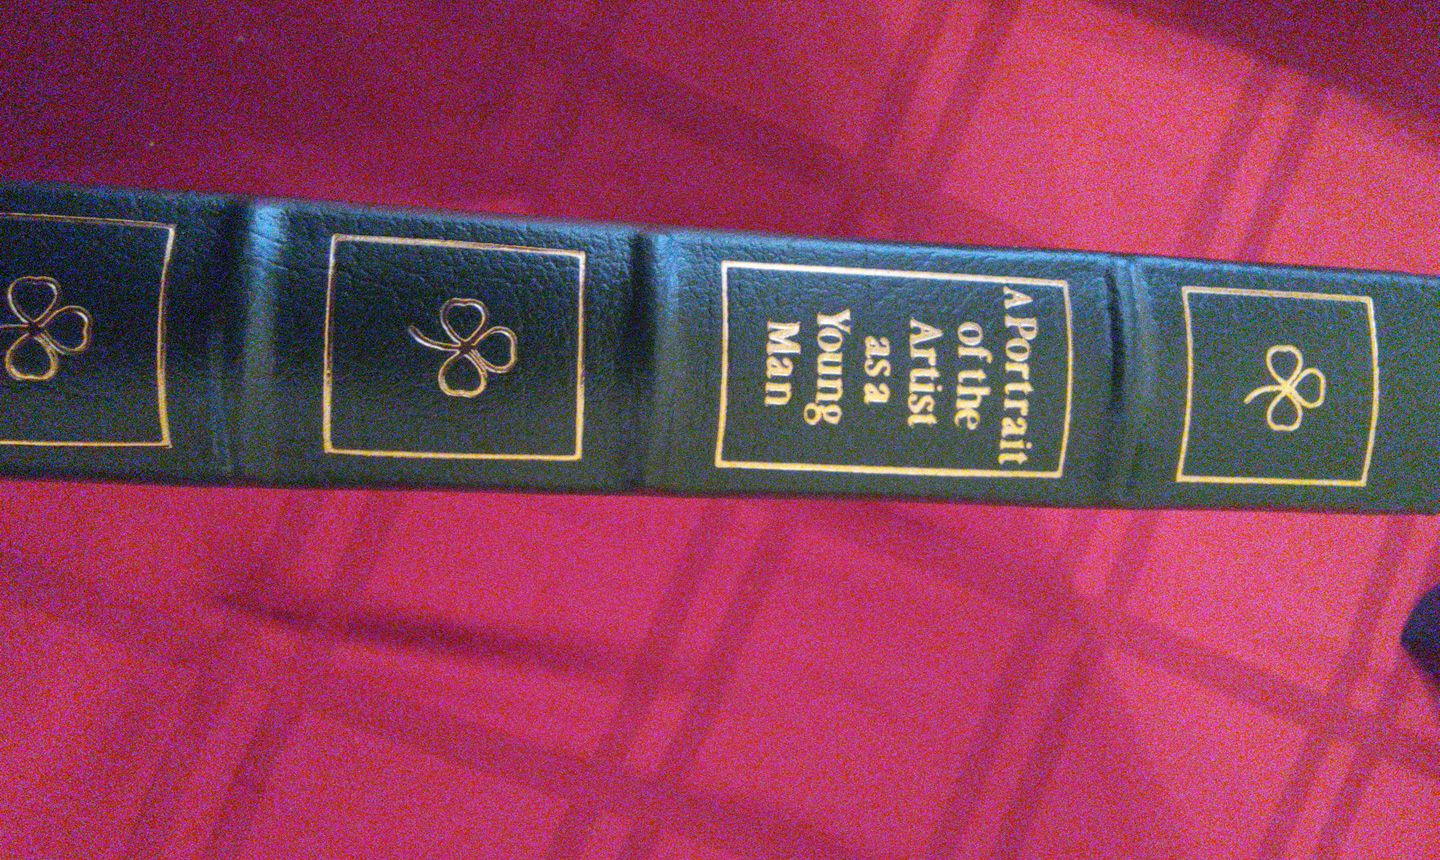 A Portrait
of the
Artist
as a
Young
Man